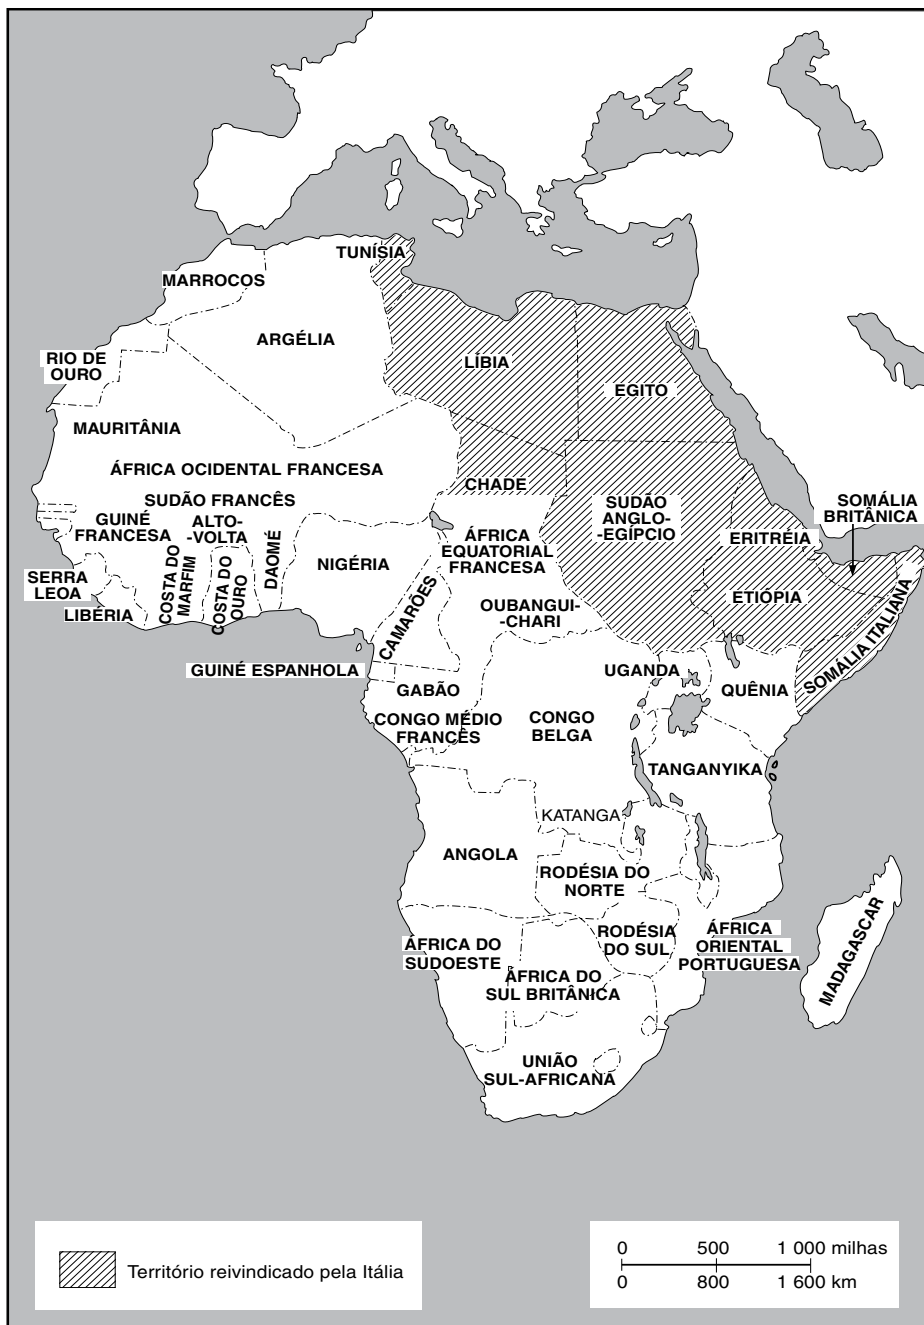 TUNÍSIA
MARROCOS
ARGÉLIA
LÍBIA
EGITO
RIO DE
OURO
MAURITÂNIA
ÁFRICA OCIDENTAL FRANCESA
CHADE
SUDÃO FRANCÊS
SUDÃO
ANGLO-
-EGÍPCIO
SOMÁLIA
BRITÂNICA
GUINÉ
FRANCESA
ALTO-
-VOLTA
DAOMÉ
NIGÉRIA
ÁFRICA
EQUATORIAL
FRANCESA
ERITRÉIA
SERRA
LEOA
LIBÉRIA
COSTA DO
MARFIM
COSTA DO
OURO
CAMARÕES
OUBANGUI-
-CHARI
ETIÓPIA
SOMÁLIA ITALIANA
GUINÉ ESPANHOLA
GABÃO
UGANDA
QUÊNIA
CONGO MÉDIO
FRANCÊS
CONGO
BELGA
TANGANYIKA
KATANGA
ANGOLA
RODÉSIA DO
NORTE
ÁFRICA DO
SUDOESTE
RODÉSIA
DO SUL
ÁFRICA
ORIENTAL
PORTUGUESA
MADAGASCAR
ÁFRICA DO
SUL BRITÂNICA
UNIÃO
SUL-AFRICANA
Território reivindicado pela Itália
0 500 1 000 milhas
0 800 1 600 km